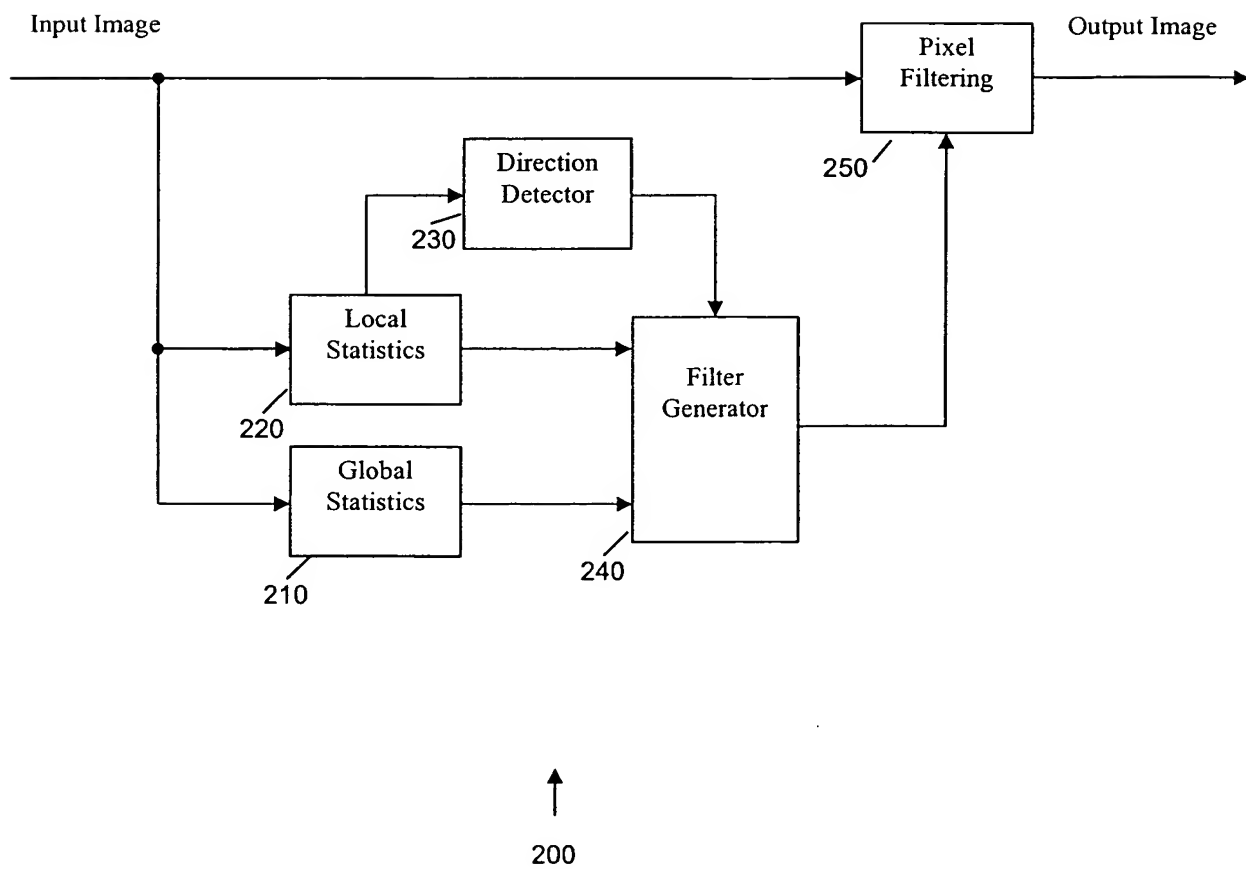 Input Image
Pixel
Filtering
Output Image
250
Direction
Detector
230
Local
Statistics
220
Filter
Generator
Global
Statistics
210
240
200